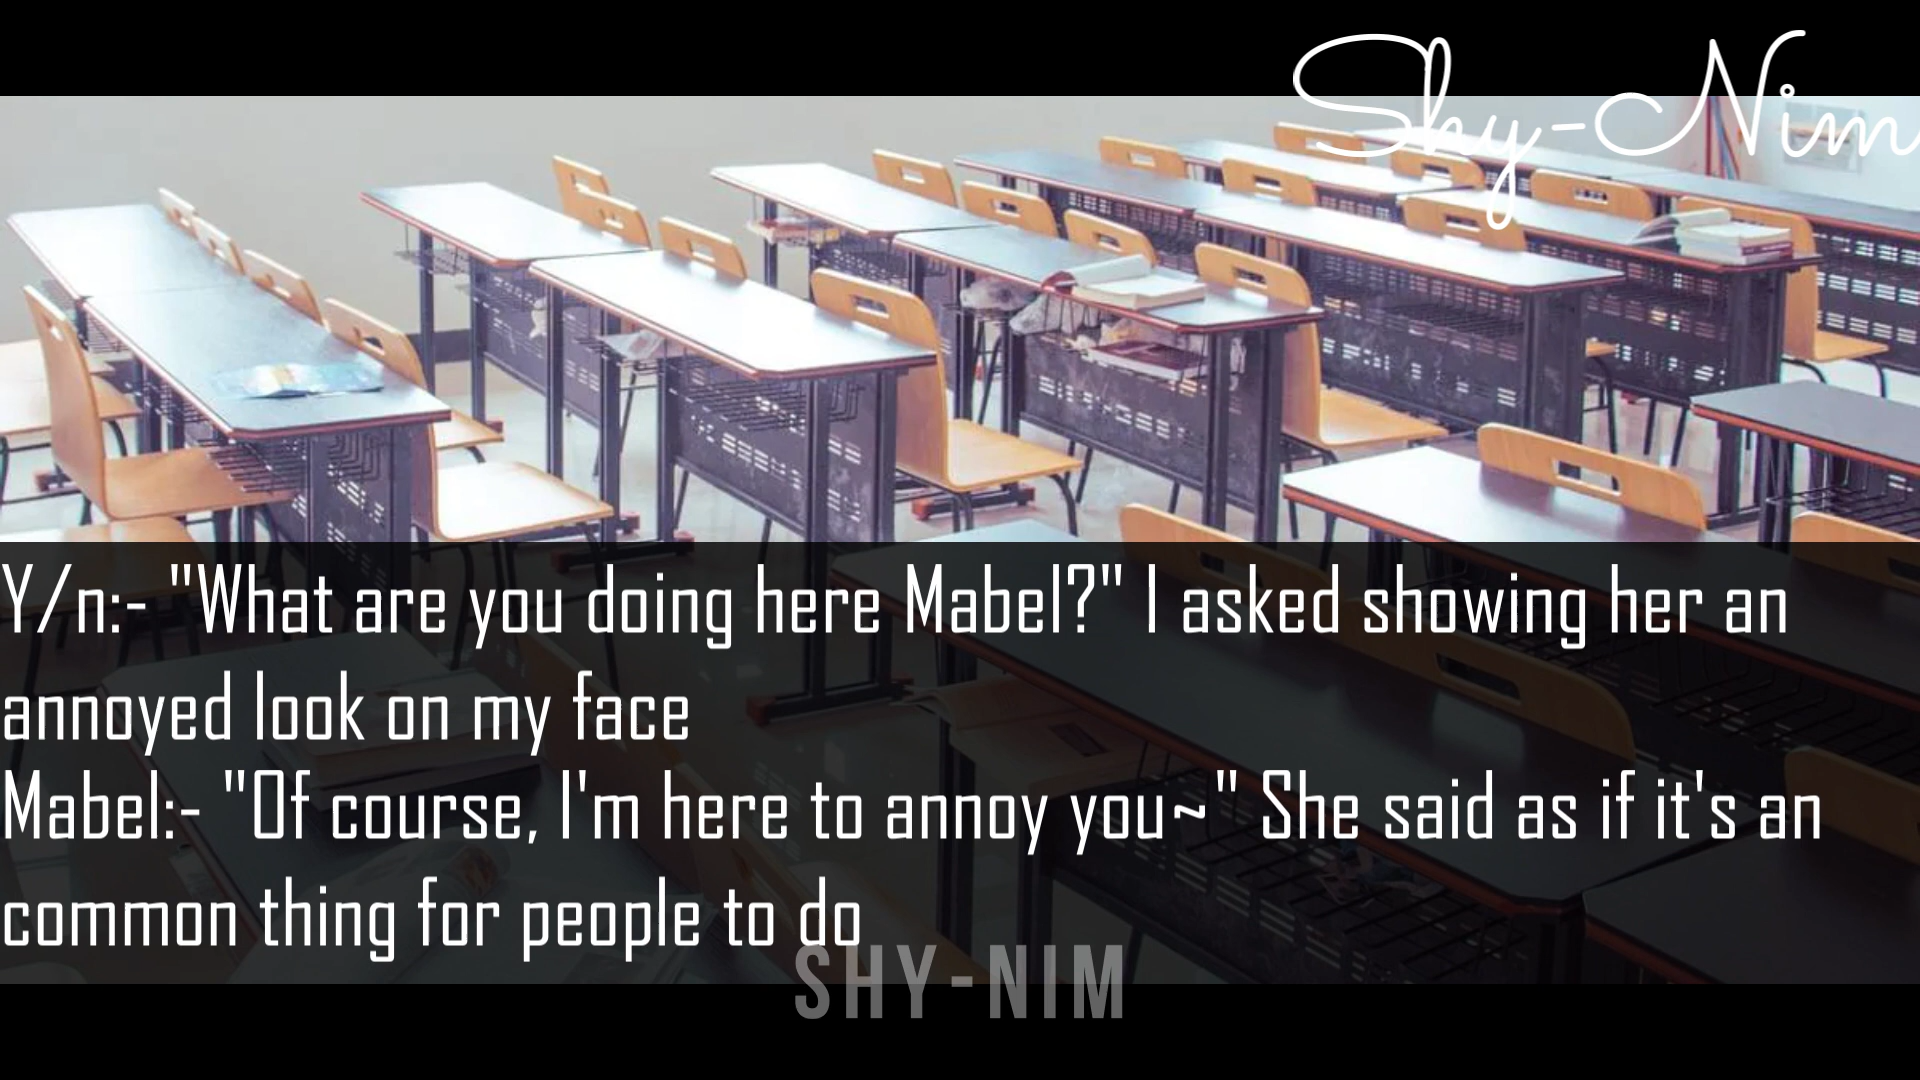 Shy-Nim
Y/n:- "What are you doing here Mabel?" I asked showing her an
annoyed look on my face
Mabel:- "Of course, I'm here to annoy you~" She said as if it's an
common thing for people to do
SHY-NIM